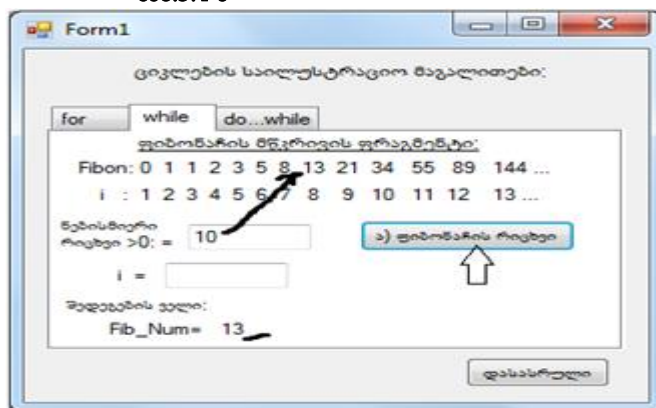 Form1
ციკლების საილუსტრაციო მაგალითები:
for while do...while
ფიბონაჩის მწკრივის ფრაგმენტი:
Fibon: 0 1 1 2 3 5 8 13 21 34 55 89 144 ...
i : 1 2 3 4 5 6 7 8 9 10 11 12 13 ...
ნებისმიერი
რიცხვი >0: = 10
ა) ფიბონაჩის რიცხვი
i =
შედეგების ველი:
Fib_Num= 13
დასასრული